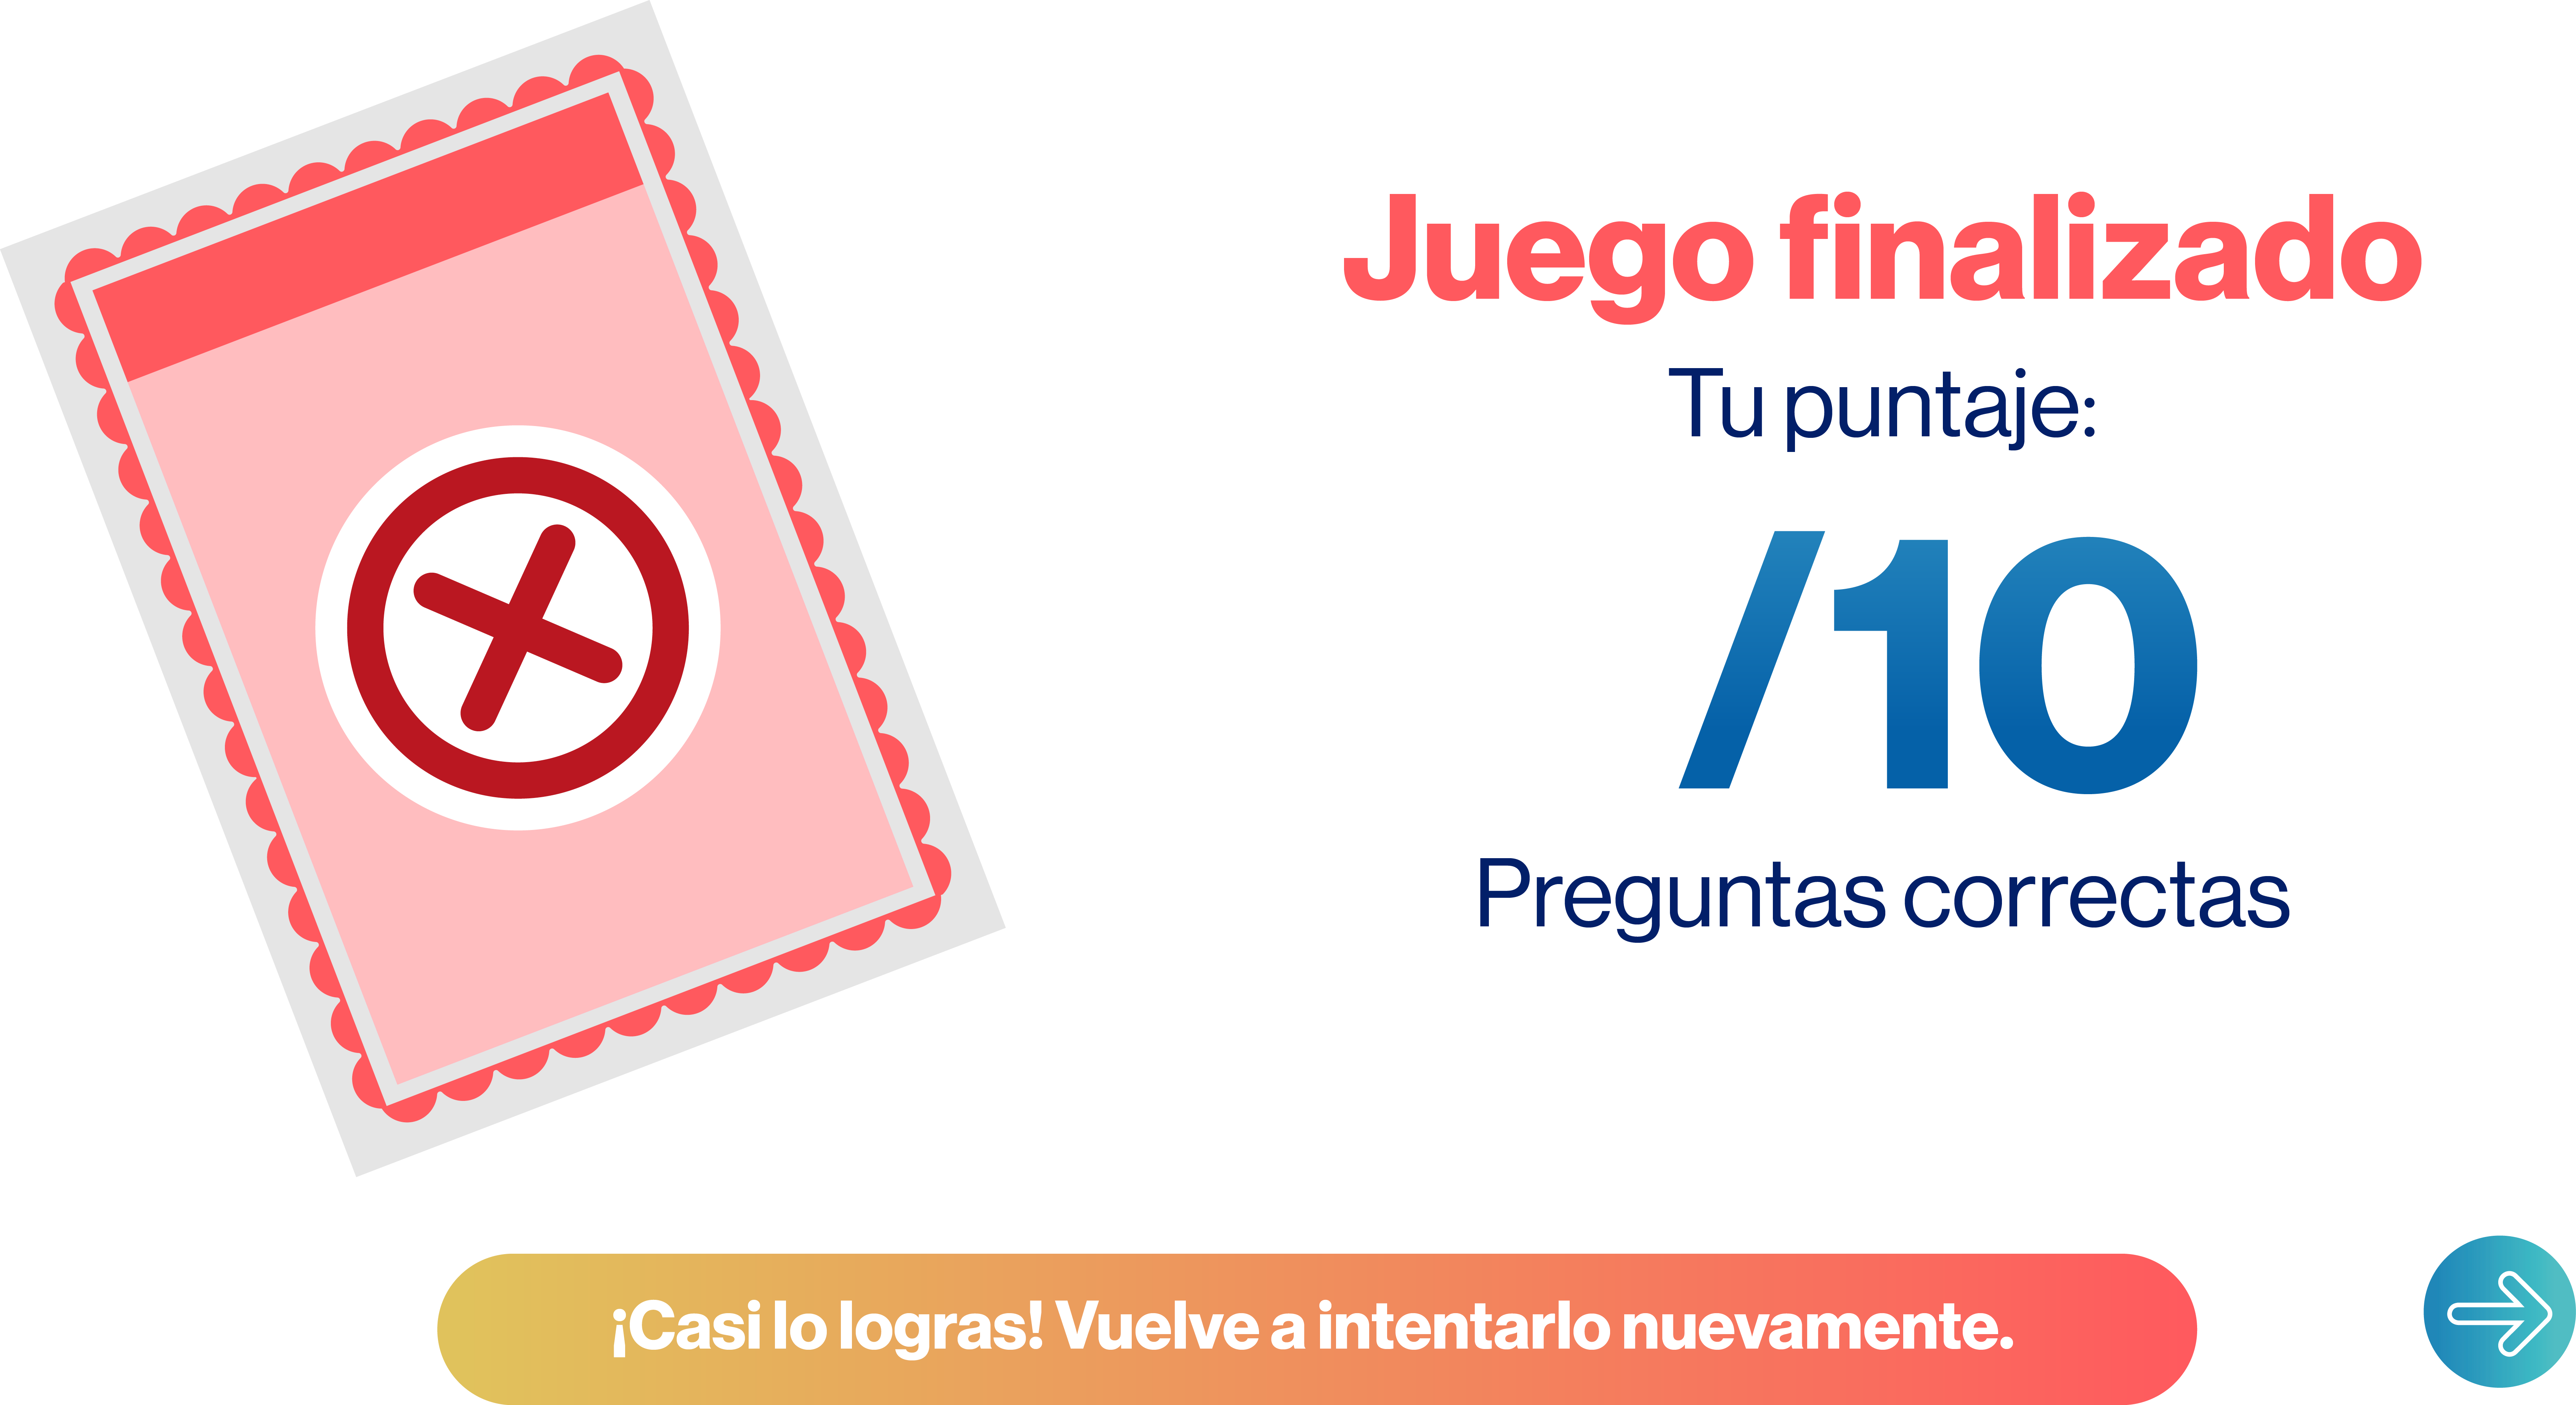 Juego finalizado
Tu puntaje:
/10
Preguntas correctas
¡Casi lo logras! Vuelve a intentarlo nuevamente.